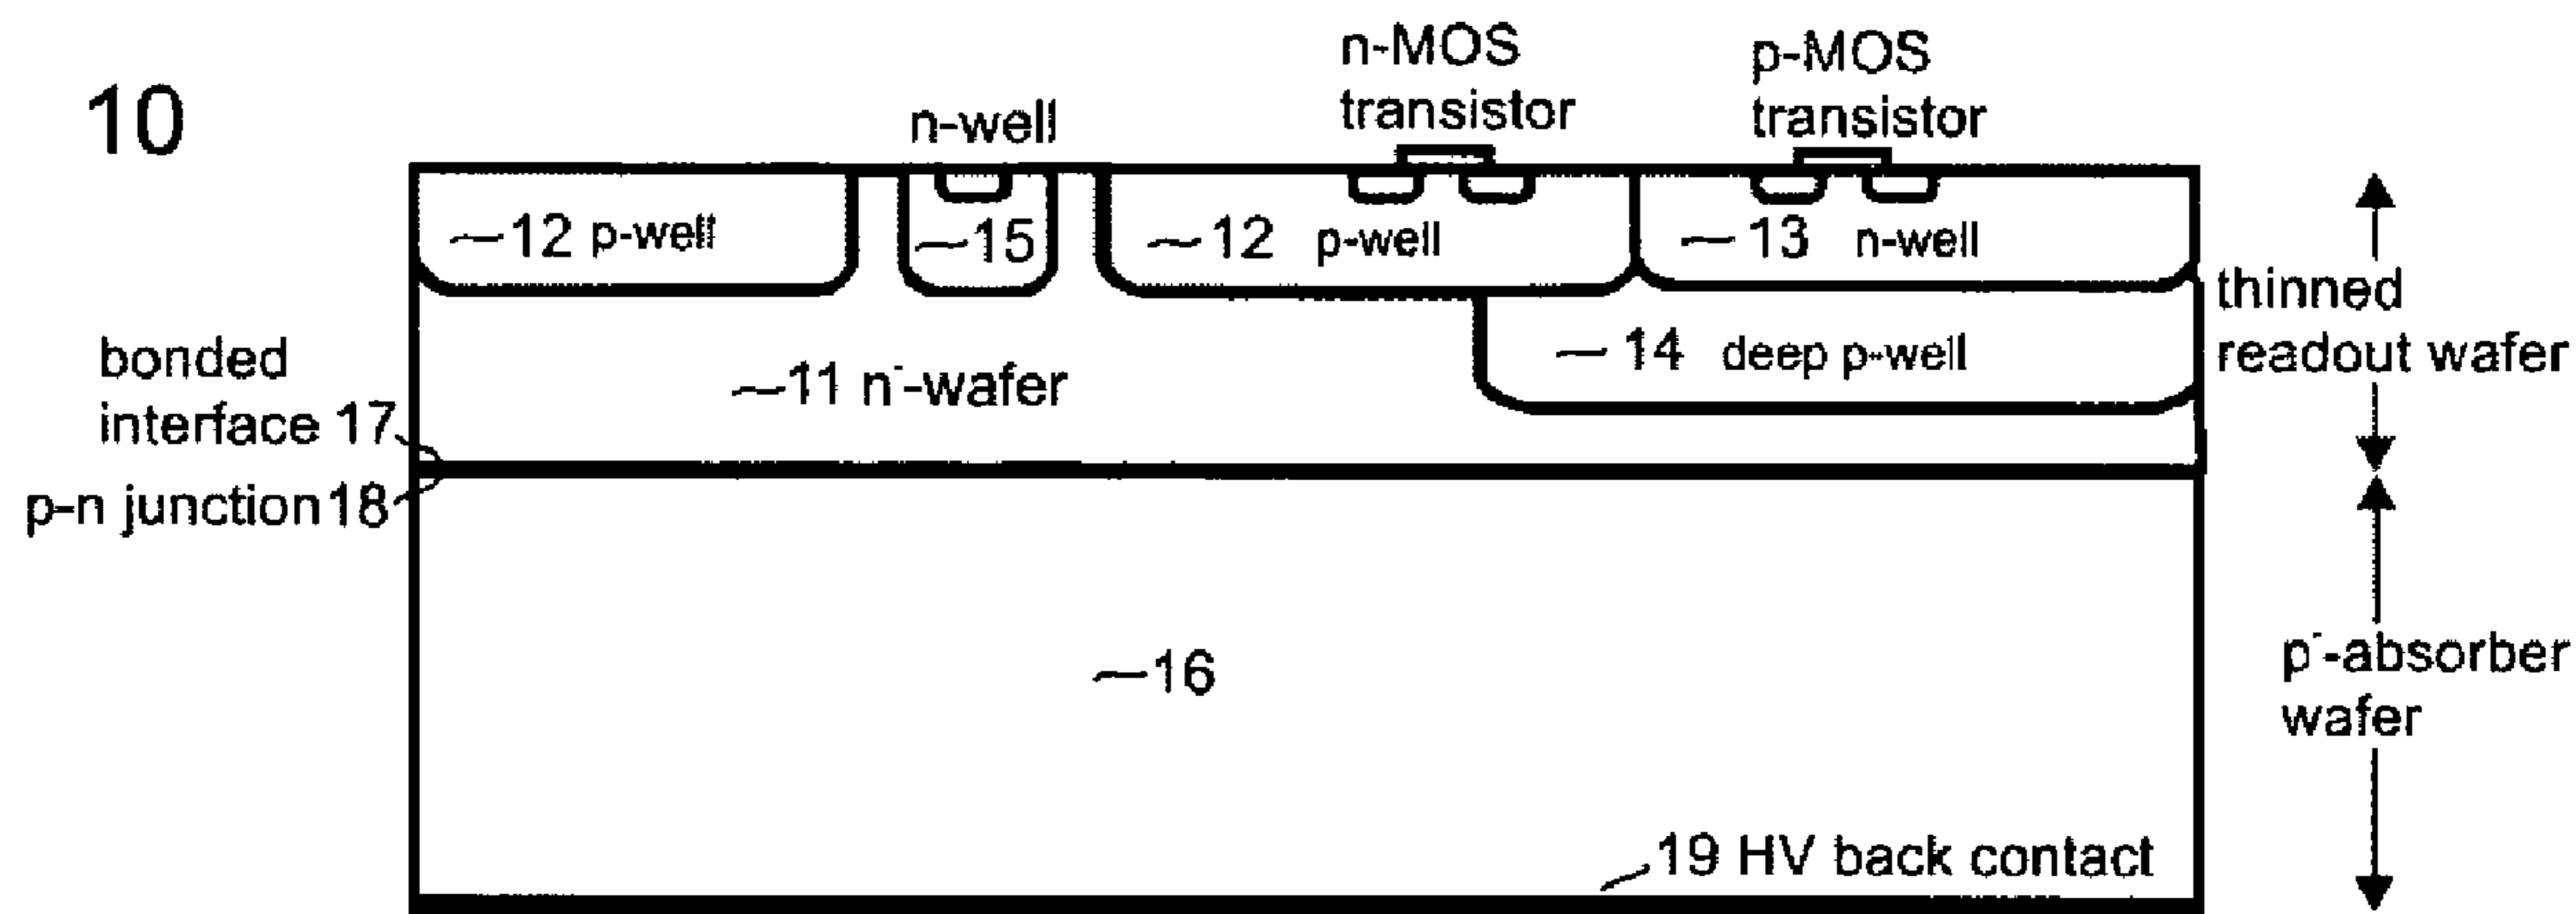 10
n-well
n-MOS
transistor
p-MOS
transistor
12 p-well
15
12 p-well
13 n-well
14 deep p-well
11 n⁻-wafer
thinned
readout wafer
bonded
interface 17
p-n junction 18
16
p⁻-absorber
wafer
19 HV back contact